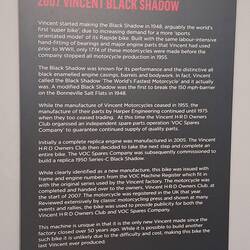 2007 VINCENT BLACK SHADOW
Vincent started making the Black Shadow in 1948, arguably the world's
first 'super bike', due to increasing demand for a more 'sports
orientated model' of its Rapide bike. Built with the same labour-intensive
hand-fitting of bearings and major engine parts that Vincent had used
prior to WWII, only 1774 of these motorcycles were made before the
company stopped all motorcycle production in 1955.
The Black Shadow was known for its performance and the distinctive all
black enamelled engine casings, barrels and bodywork. In fact, Vincent
called the Black Shadow 'The World's Fastest Motorcycle' and it actually
was. A modified Black Shadow was the first to break the 150 mph-barrier
on the Bonneville Salt Flats in 1948.
While the manufacture of Vincent Motorcycles ceased in 1955, the
manufacture of their parts by Harper Engineering continued until 1975
when they too ceased trading. At this time the Vincent H·R·D Owners
Club organised an independent spare parts operation 'VOC Spares
Company' to guarantee continued supply of quality parts.
Initially a complete replica engine was manufactured in 2005. The Vincent
H·R·D Owners Club then decided to take the next step and complete an
entire bike. The VOC Spares Company was subsequently commissioned to
build a replica 1950 Series-C Black Shadow.
While clearly identified as a new manufacture, this bike was issued with
frame and engine numbers from the VOC Machine Register which fit in
with the original series used by the Vincent factory. The motorcycle was
completed and handed over to the owners, Vincent H·R·D Owners Club, at
the start of 2007. The motorcycle was registered in the UK that year.
Reviewed extensively by classic motorcycling press and shown at many
events and rallies, the bike was used to provide publicity for both the
Vincent H·R·D Owners Club and VOC Spares Company.
This machine is unique in that it is the only new Vincent made since the
factory closed over 50 years ago. While it is possible to build another
such bike it is unlikely due to the difficulty and cost, making this bike the
last Vincent ever produced.